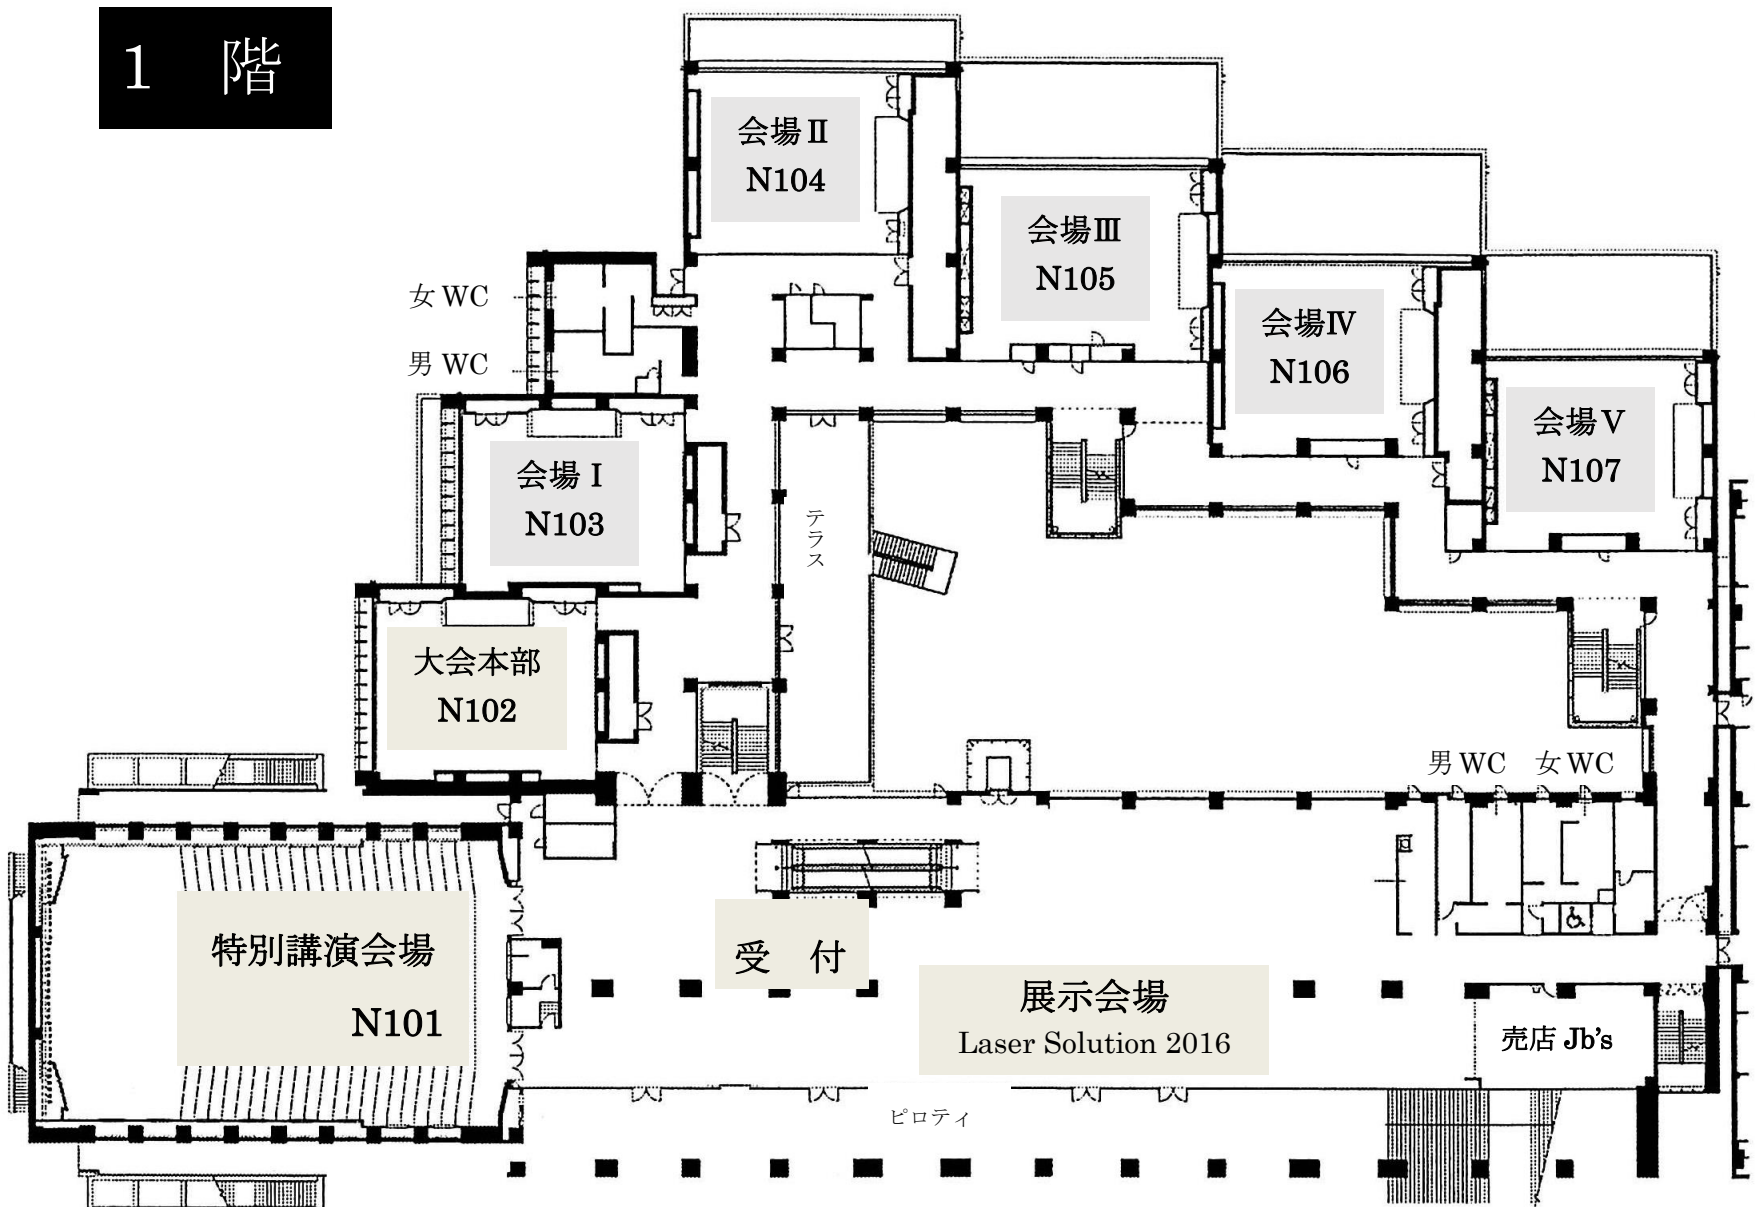 1 階
会場Ⅱ
N104
会場Ⅲ
N105
女 WC
会場Ⅳ
N106
男 WC
会場Ⅴ
N107
会場Ⅰ
N103
テラス
大会本部
N102
男 WC 女 WC
特別講演会場
N101
受 付
展示会場
Laser Solution 2016
売店 Jb's
ピロティ